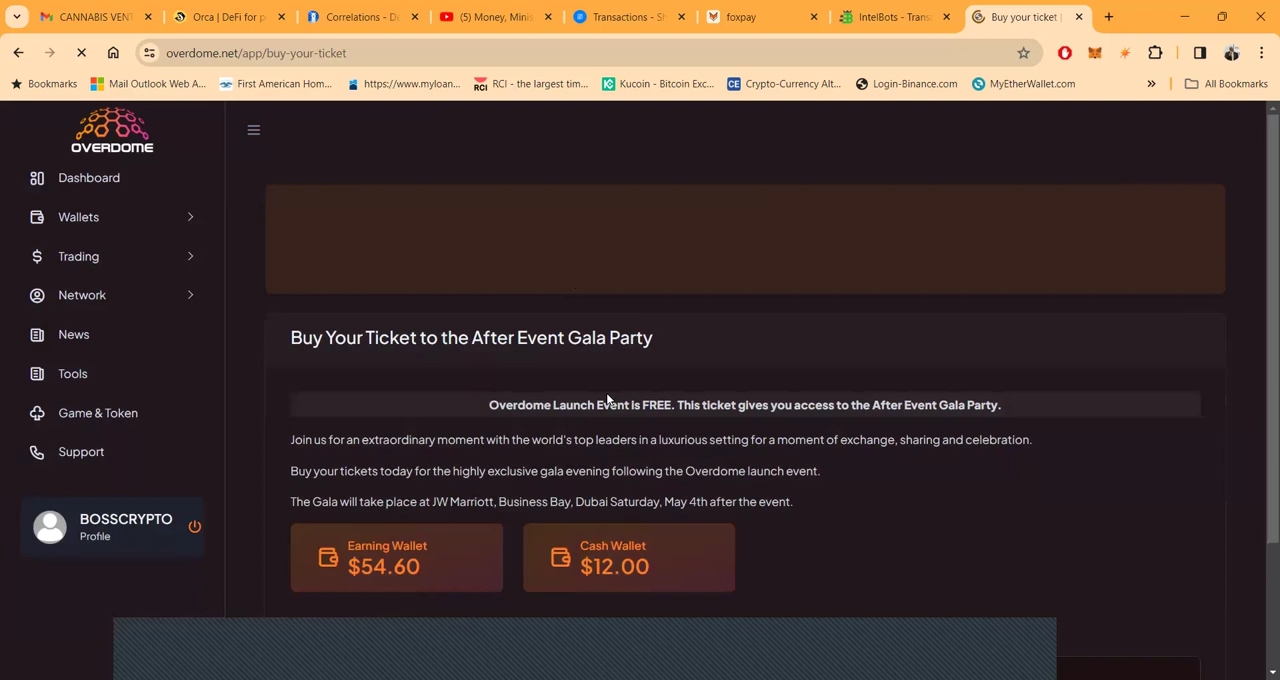 CANNABIS VENT
Orca | DeFi for p
Correlations - De
(5) Money, Minis
Transactions - Sh
foxpay
IntelBots - Transa
Buy your ticket |
overdome.net/app/buy-your-ticket
Bookmarks
Mail Outlook Web A...
First American Hom...
https://www.myloan...
RCI - the largest tim...
Kucoin - Bitcoin Exc...
Crypto-Currency Alt...
Login-Binance.com
MyEtherWallet.com
All Bookmarks
OVERDOME
Dashboard
Wallets
Trading
Network
News
Tools
Game & Token
Support
BOSSCRYPTO
Profile
Buy Your Ticket to the After Event Gala Party
Overdome Launch Event is FREE. This ticket gives you access to the After Event Gala Party.
Join us for an extraordinary moment with the world's top leaders in a luxurious setting for a moment of exchange, sharing and celebration.
Buy your tickets today for the highly exclusive gala evening following the Overdome launch event.
The Gala will take place at JW Marriott, Business Bay, Dubai Saturday, May 4th after the event.
Earning Wallet
$54.60
Cash Wallet
$12.00